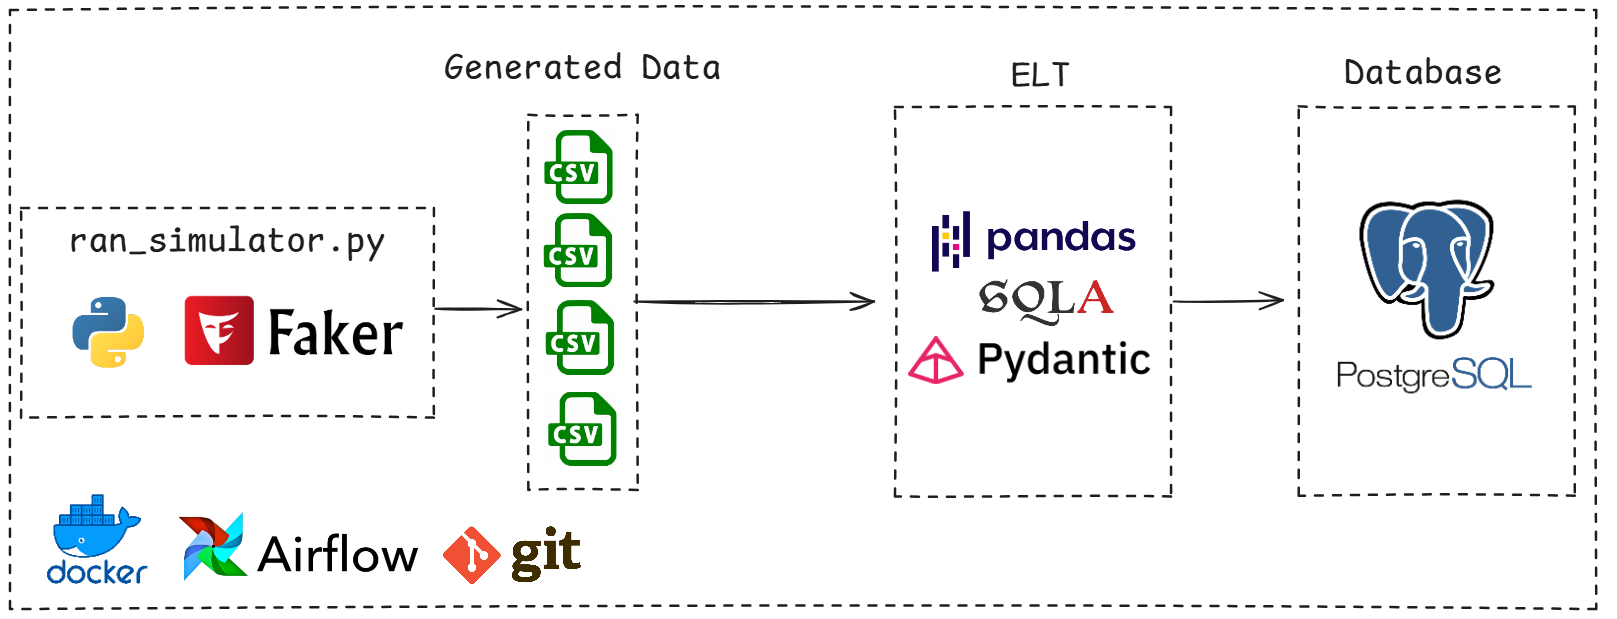 Generated Data
ELT
Database
ran_simulator.py
Faker
CSV
CSV
CSV
CSV
pandas
SQLA
Pydantic
PostgreSQL
docker
Airflow
git